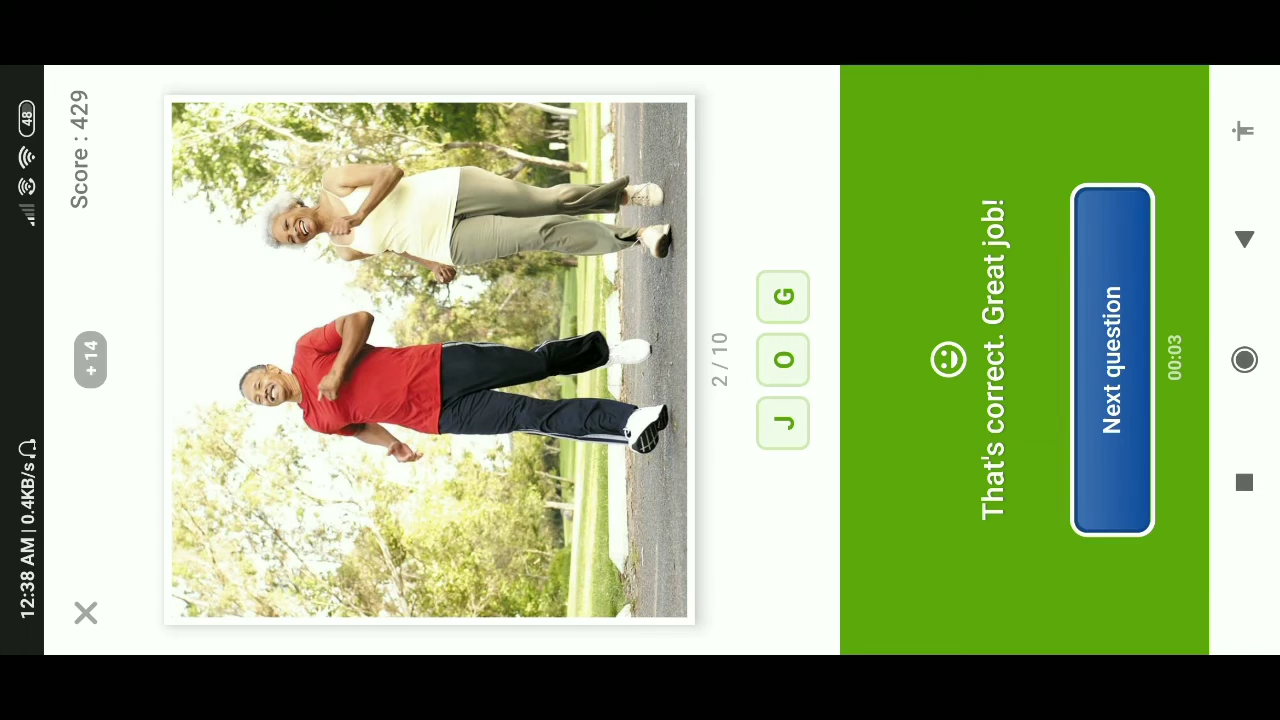 12:38 AM | 0.4KB/s 48
+ 14 Score : 429
2 / 10
J O G
That's correct. Great job!
Next question
00:03